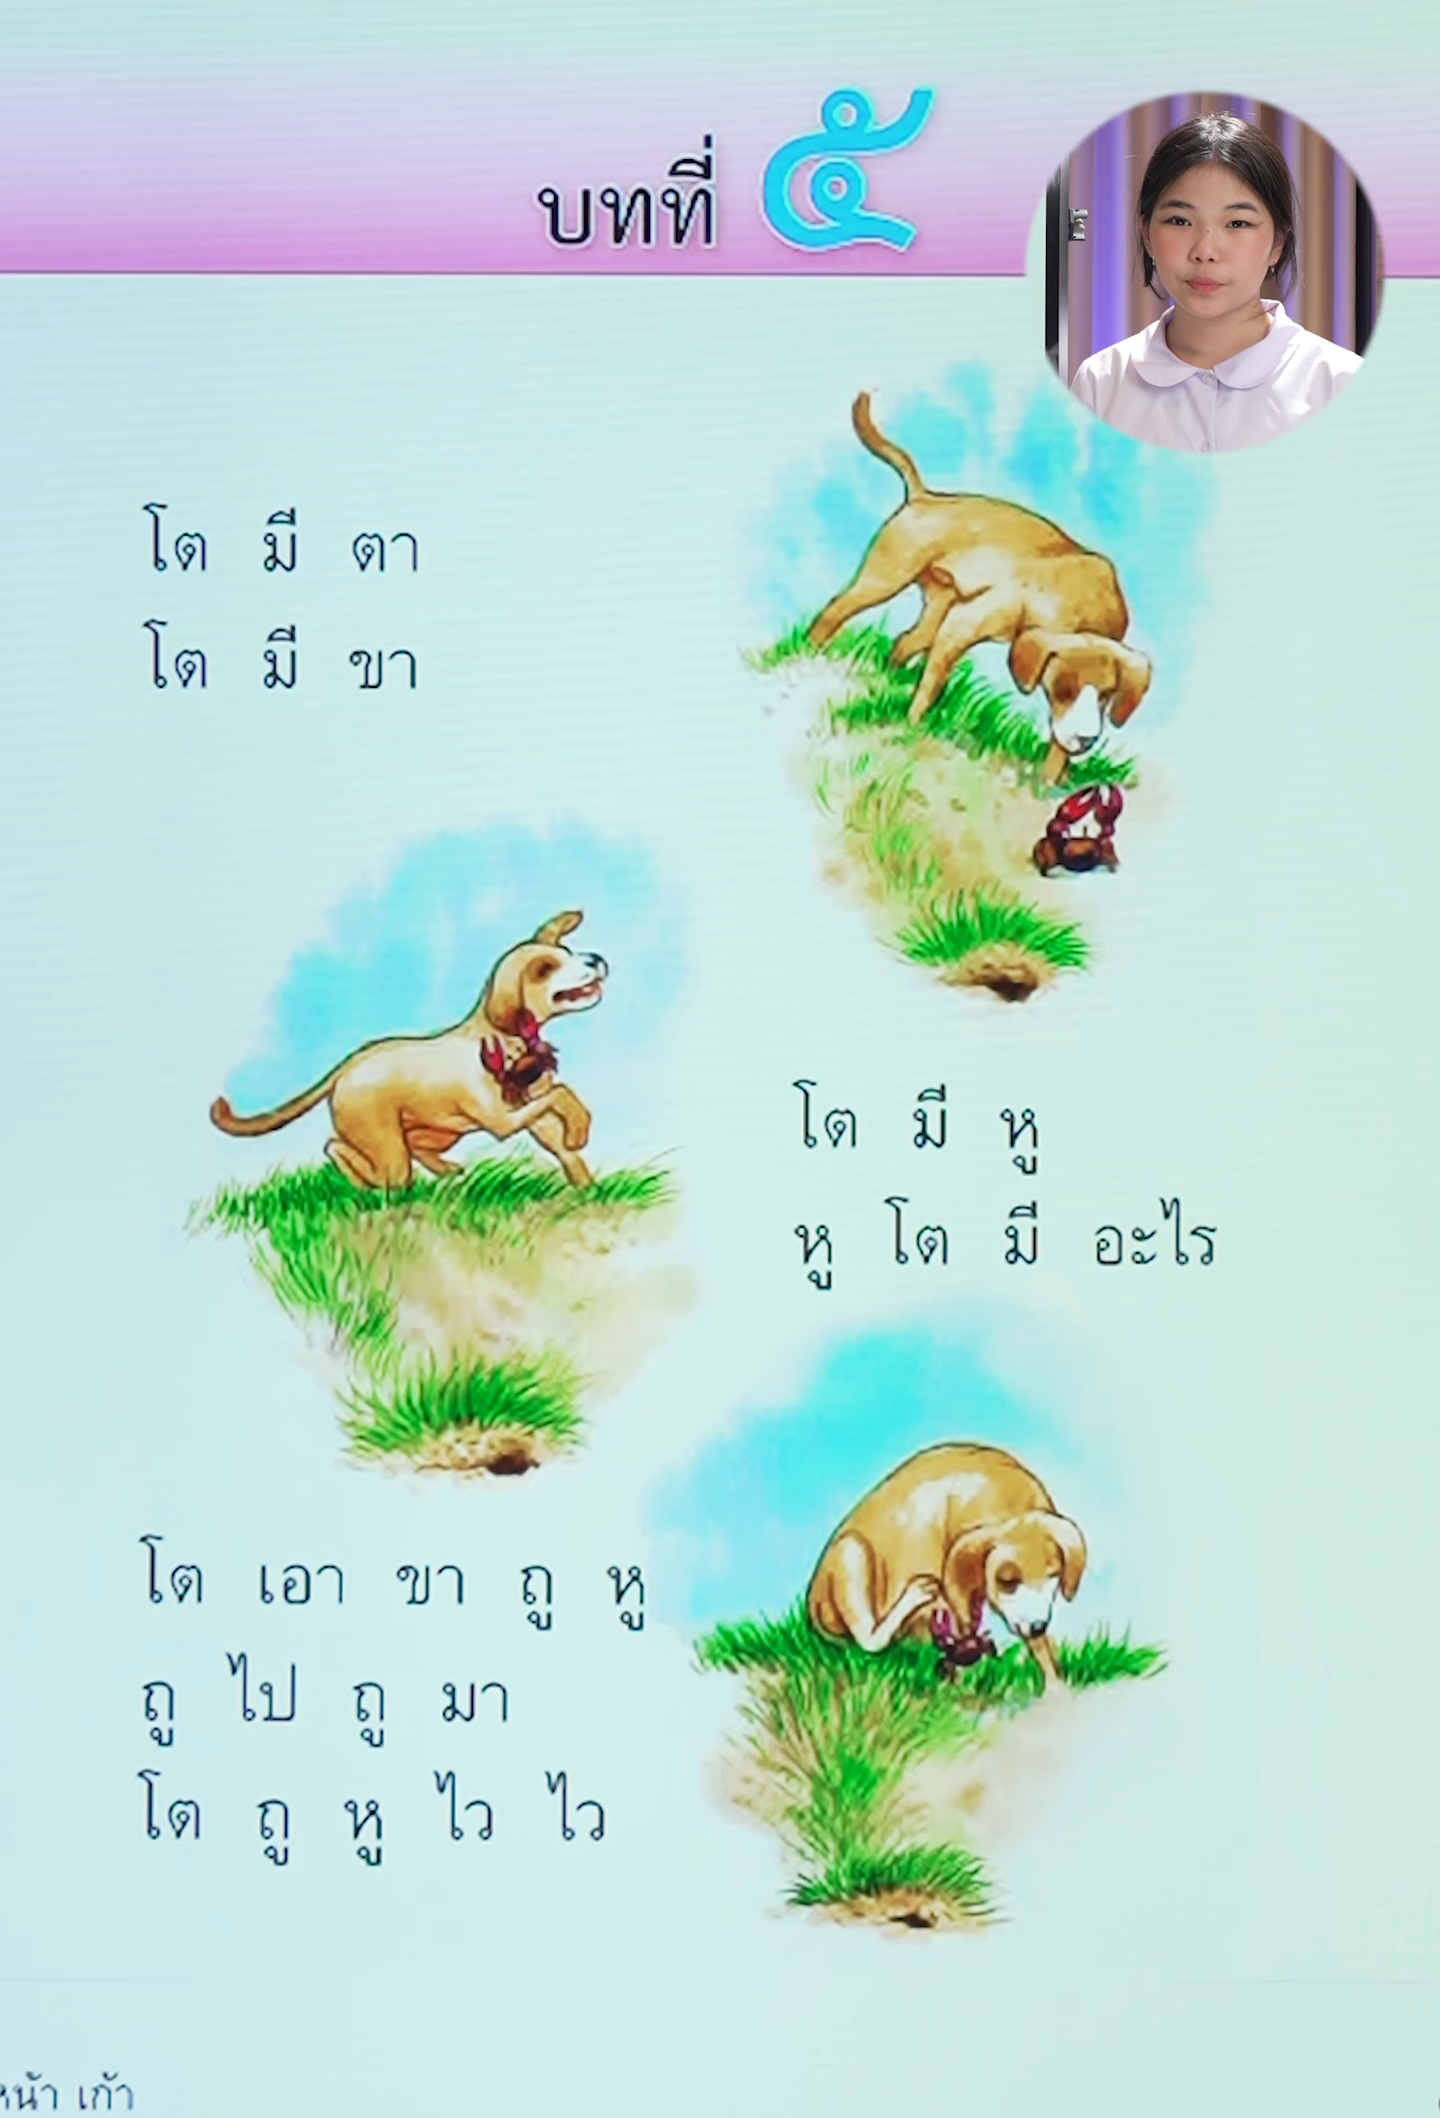 บทที่ ๕
โต มี ตา
โต มี ขา
โต มี หู
หู โต มี อะไร
โต เอา ขา ถู หู
ถู ไป ถู มา
โต ถู หู ไว ไว
หน้า เก้า